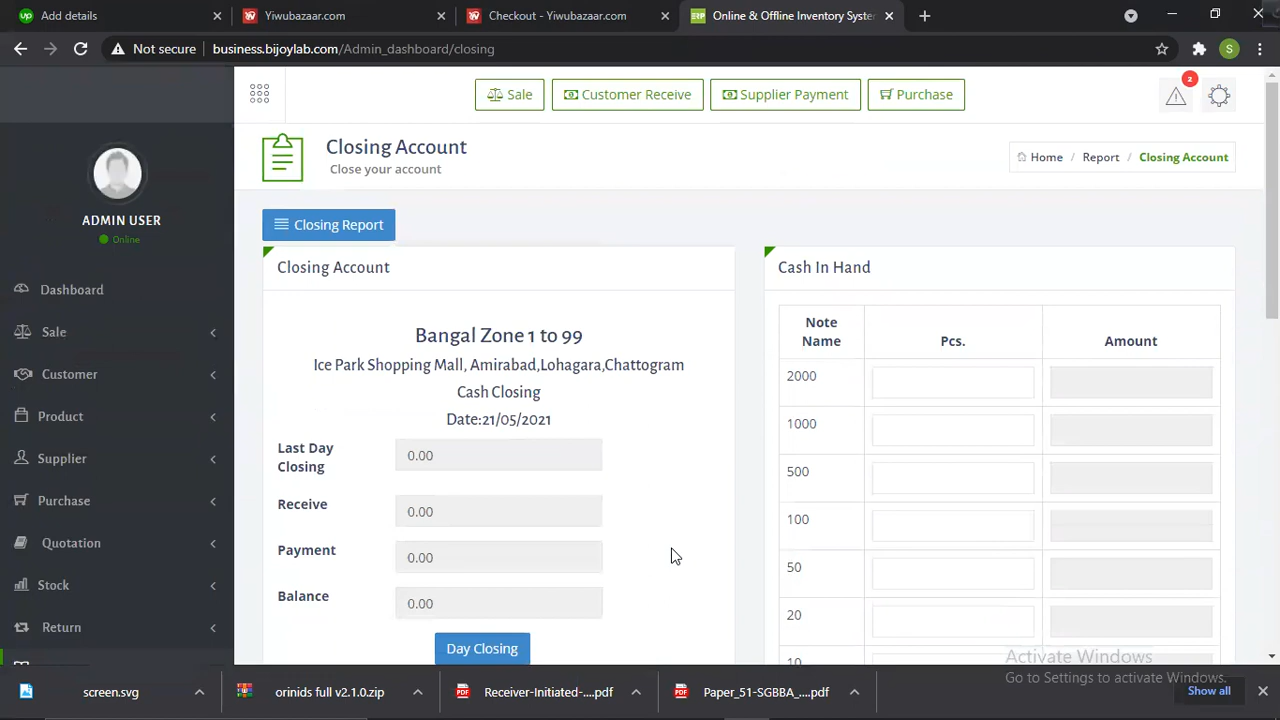 up Add details
Yiwubazaar.com
Checkout - Yiwubazaar.com
ERP Online & Offline Inventory Syste
Not secure business.bijoylab.com/Admin_dashboard/closing
S
Sale
Customer Receive
Supplier Payment
Purchase
2
Closing Account
Close your account
Home / Report / Closing Account
ADMIN USER
Online
Dashboard
Sale
Customer
Product
Supplier
Purchase
Quotation
Stock
Return
Closing Report
Closing Account
Bangal Zone 1 to 99
Ice Park Shopping Mall, Amirabad,Lohagara,Chattogram
Cash Closing
Date:21/05/2021
Last Day
Closing
0.00
Receive
0.00
Payment
0.00
Balance
0.00
Day Closing
Cash In Hand
Note
Name
Pcs.
Amount
2000
1000
500
100
50
20
10
Activate Windows
Go to Settings to activate Windows.
screen.svg
orinids full v2.1.0.zip
PDF Receiver-Initiated-....pdf
PDF Paper_51-SGBBA_....pdf
Show all